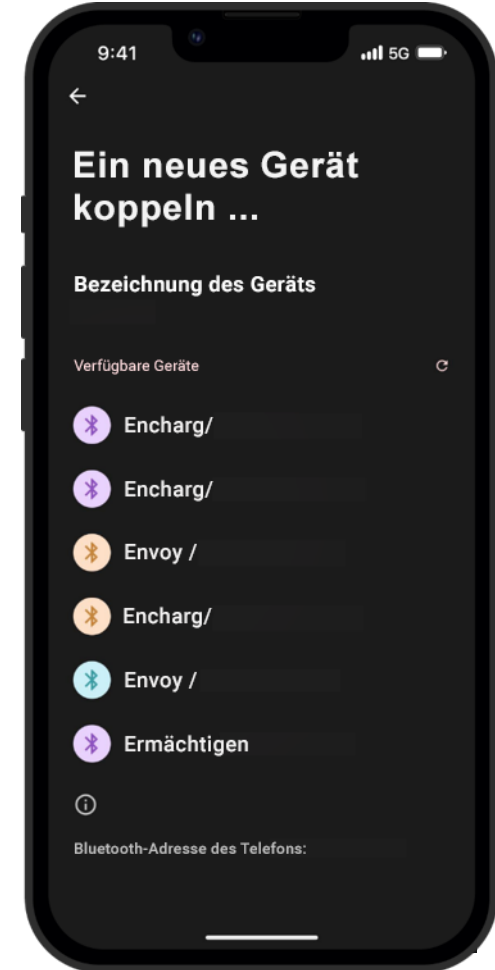 9:41
5G
Ein neues Gerät
koppeln ...
Bezeichnung des Geräts
Verfügbare Geräte
Encharg/
Encharg/
Envoy /
Encharg/
Envoy /
Ermächtigen
Bluetooth-Adresse des Telefons: